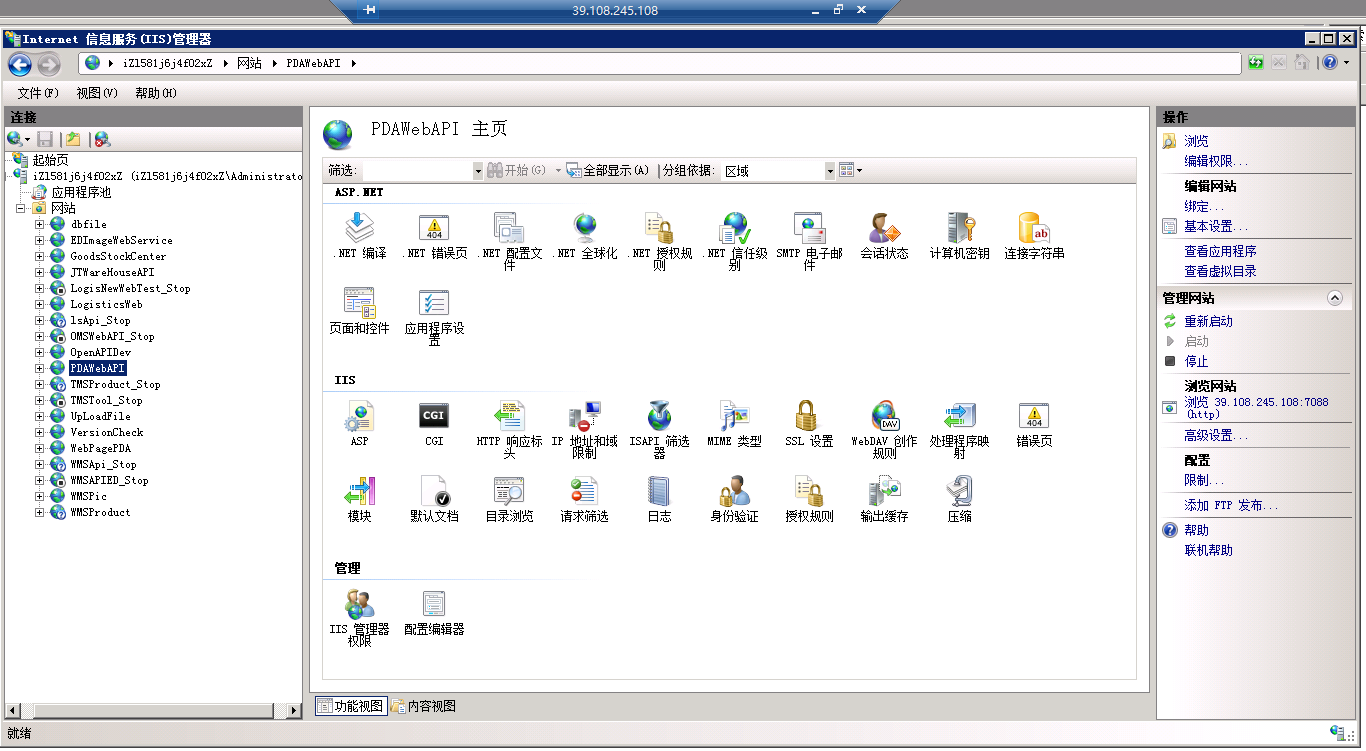 39.108.245.108
Internet 信息服务(IIS)管理器
iZl581j6j4f02xZ
网站
PDAWebAPI
文件(F)
视图(V)
帮助(H)
连接
起始页
iZl581j6j4f02xZ (iZl581j6j4f02xZ\Administrato
应用程序池
网站
dbfile
EDImageWebService
GoodsStockCenter
JTWareHouseAPI
LogisNewWebTest_Stop
LogisticsWeb
lsApi_Stop
OMSWebAPI_Stop
OpenAPIDev
PDAWebAPI
TMSProduct_Stop
TMSTool_Stop
UpLoadFile
VersionCheck
WebPagePDA
WMSApi_Stop
WMSAPIED_Stop
WMSPic
WMSProduct
PDAWebAPI 主页
筛选:
开始(G)
全部显示(A)
分组依据:
区域
ASP.NET
.NET 编译
404
.NET 错误页
.NET 配置文
件
.NET 全球化
.NET 授权规
则
.NET 信任级
别
SMTP 电子邮
件
会话状态
计算机密钥
ab
连接字符串
页面和控件
应用程序设
置
IIS
ASP
CGI
CGI
HTTP 响应标
头
IP 地址和域
限制
ISAPI 筛选
器
MIME 类型
SSL 设置
DAV
WebDAV 创作
规则
处理程序映
射
404
错误页
模块
默认文档
目录浏览
请求筛选
日志
身份验证
授权规则
输出缓存
压缩
管理
IIS 管理器
权限
配置编辑器
功能视图
内容视图
操作
浏览
编辑权限...
编辑网站
绑定...
基本设置...
查看应用程序
查看虚拟目录
管理网站
重新启动
启动
停止
浏览网站
浏览 39.108.245.108:7088
(http)
高级设置...
配置
限制...
添加 FTP 发布...
帮助
联机帮助
就绪